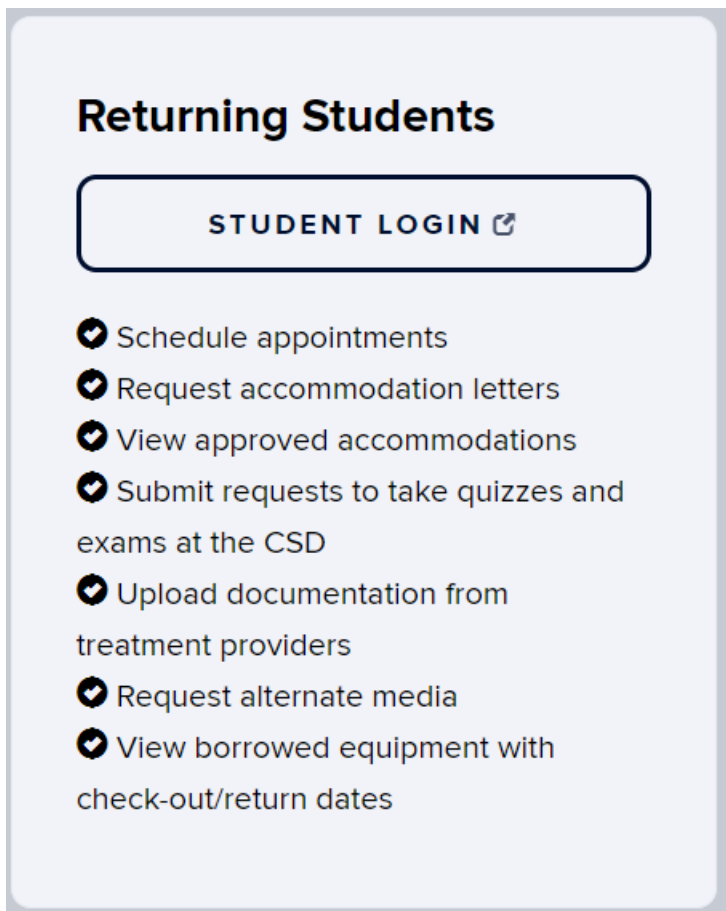 Returning Students
STUDENT LOGIN
Schedule appointments
Request accommodation letters
View approved accommodations
Submit requests to take quizzes and
exams at the CSD
Upload documentation from
treatment providers
Request alternate media
View borrowed equipment with
check-out/return dates